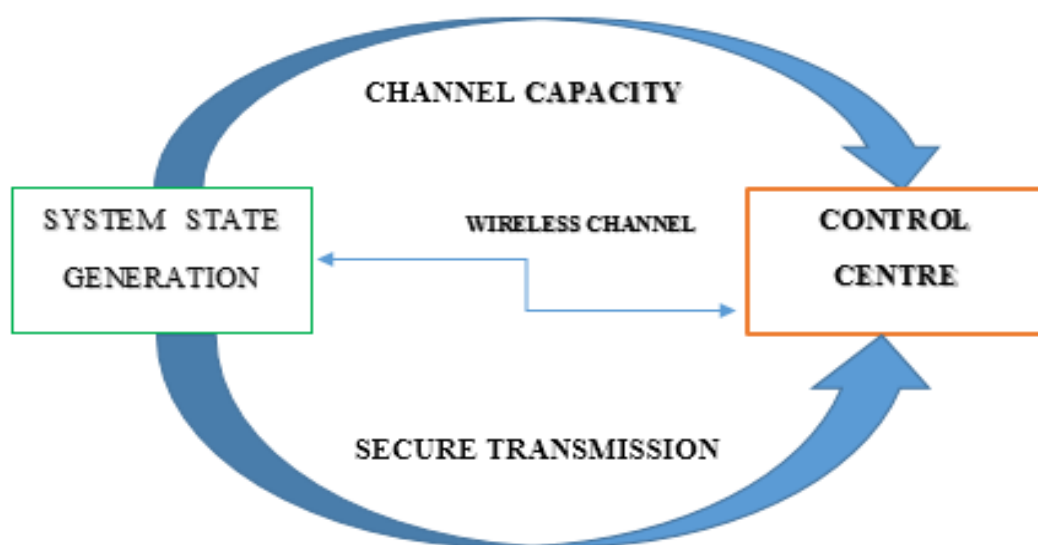 CHANNEL CAPACITY
SYSTEM STATE
GENERATION
WIRELESS CHANNEL
CONTROL
CENTRE
SECURE TRANSMISSION